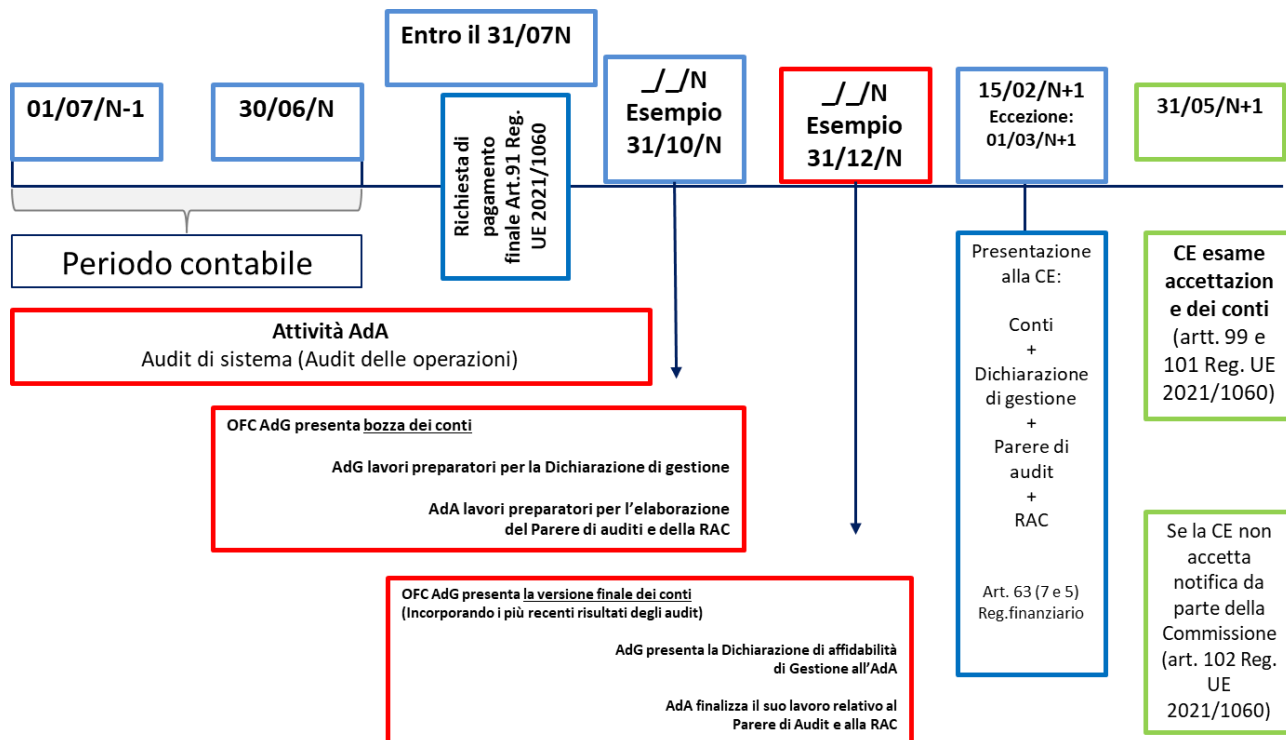 01/07/N-1
30/06/N
Entro il 31/07N
_/_/N
Esempio
31/10/N
_/_/N
Esempio
31/12/N
15/02/N+1
Eccezione:
01/03/N+1
31/05/N+1
Richiesta di
pagamento
finale Art.91 Reg.
UE 2021/1060
Periodo contabile
Attività AdA
Audit di sistema (Audit delle operazioni)
OFC AdG presenta bozza dei conti
AdG lavori preparatori per la Dichiarazione di gestione
AdA lavori preparatori per l’elaborazione
del Parere di auditi e della RAC
OFC AdG presenta la versione finale dei conti
(Incorporando i più recenti risultati degli audit)
AdG presenta la Dichiarazione di affidabilità
di Gestione all’AdA
AdA finalizza il suo lavoro relativo al
Parere di Audit e alla RAC
Presentazione
alla CE:
Conti
+
Dichiarazione
di gestione
+
Parere di
audit
+
RAC
Art. 63 (7 e 5)
Reg.finanziario
CE esame
accettazion
e dei conti
(artt. 99 e
101 Reg. UE
2021/1060)
Se la CE non
accetta
notifica da
parte della
Commissione
(art. 102 Reg.
UE
2021/1060)